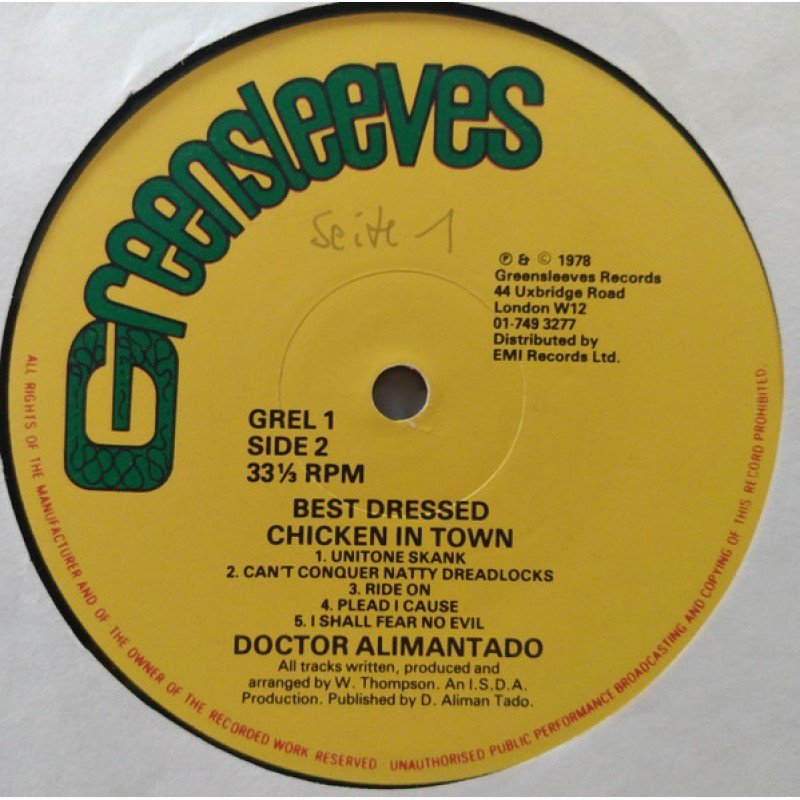 Greensleeves
Seite 1
℗ & © 1978
Greensleeves Records
44 Uxbridge Road
London W12
01-749 3277
Distributed by
EMI Records Ltd.
GREL 1
SIDE 2
33⅓ RPM
BEST DRESSED
CHICKEN IN TOWN
1. UNITONE SKANK
2. CAN'T CONQUER NATTY DREADLOCKS
3. RIDE ON
4. PLEAD I CAUSE
5. I SHALL FEAR NO EVIL
DOCTOR ALIMANTADO
All tracks written, produced and
arranged by W. Thompson. An I.S.D.A.
Production. Published by D. Aliman Tado.
ALL RIGHTS OF THE MANUFACTURER AND OF THE OWNER OF THE RECORDED WORK RESERVED · UNAUTHORISED PUBLIC PERFORMANCE BROADCASTING AND COPYING OF THIS RECORD PROHIBITED.